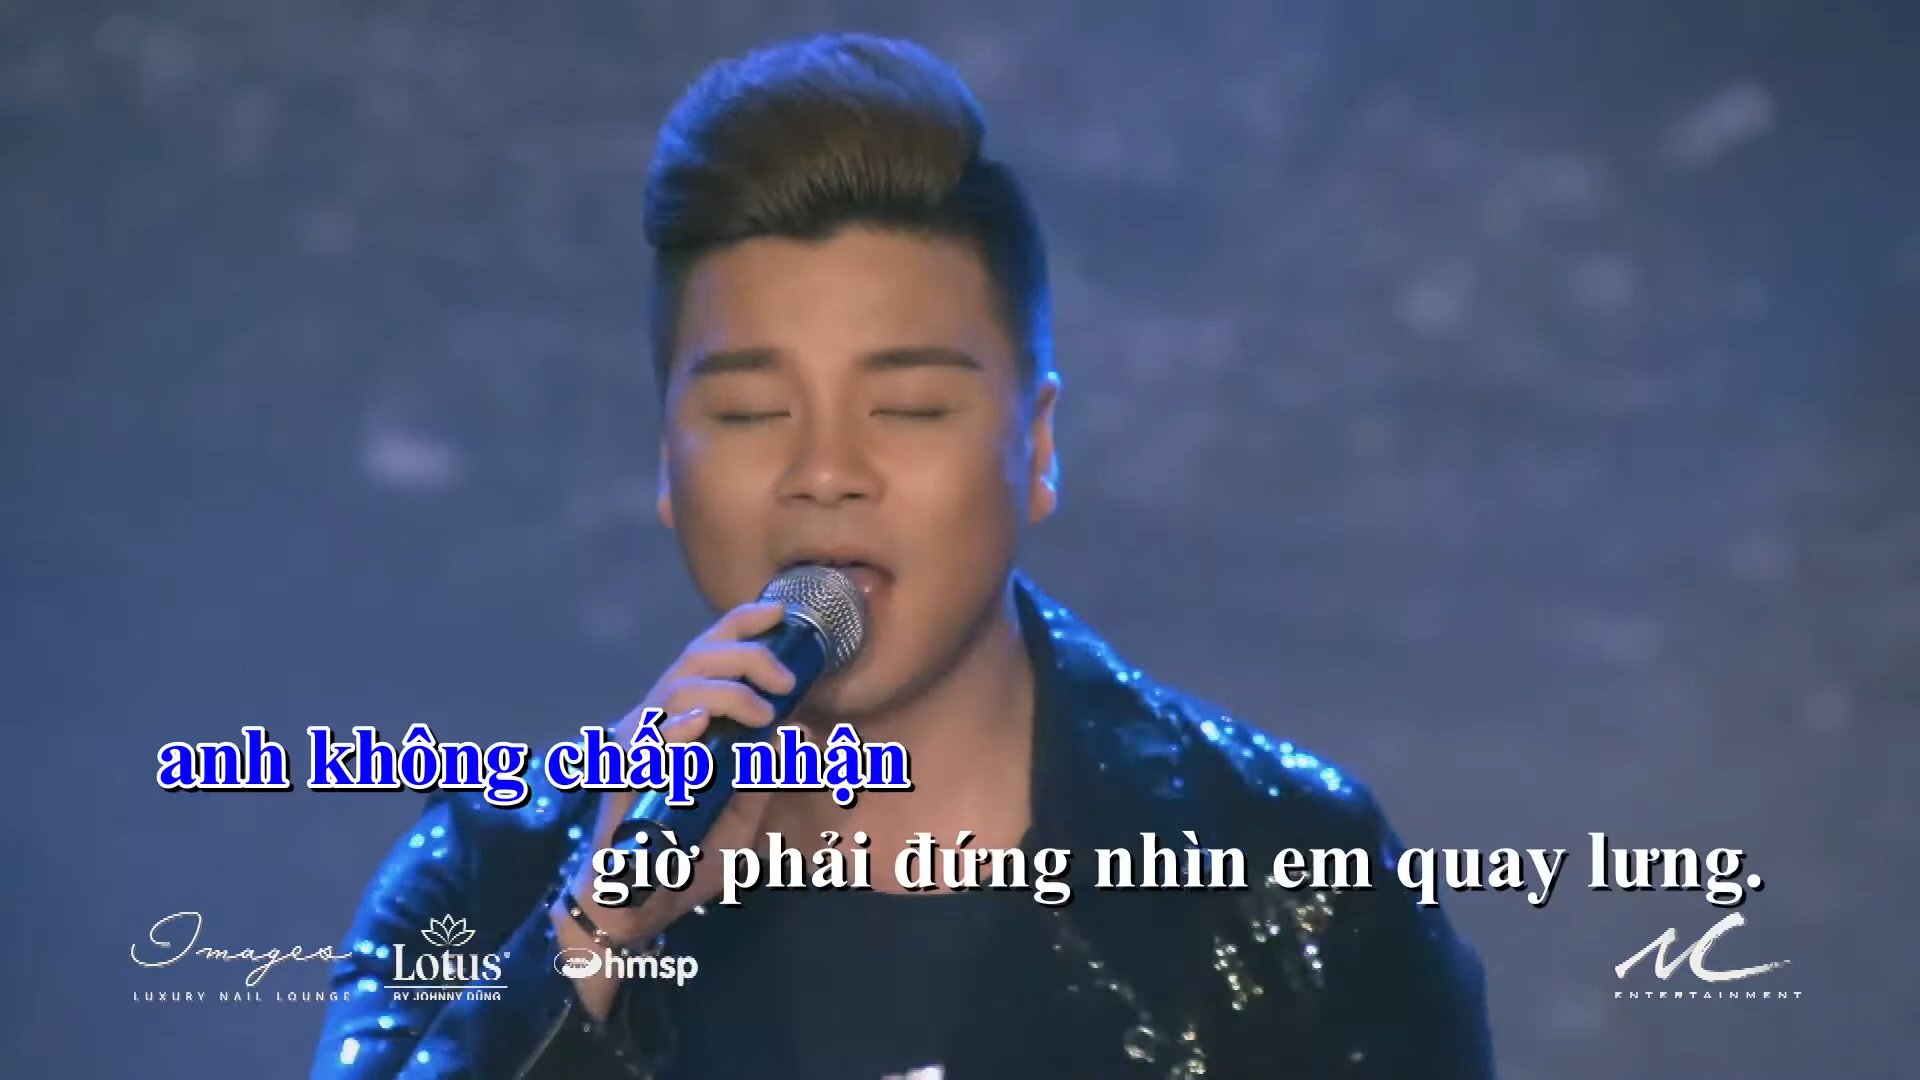 anh không chấp nhận
giờ phải đứng nhìn em quay lưng.
Images
LUXURY NAIL LOUNGE
Lotus
BY JOHNNY DŨNG
hmsp
MC
ENTERTAINMENT